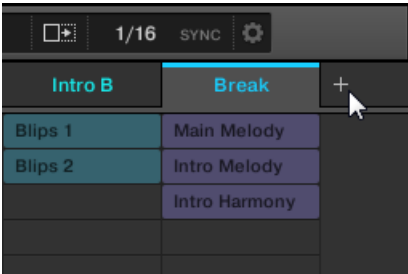 1/16 SYNC
Intro B Break +
Blips 1 Main Melody
Blips 2 Intro Melody
Intro Harmony